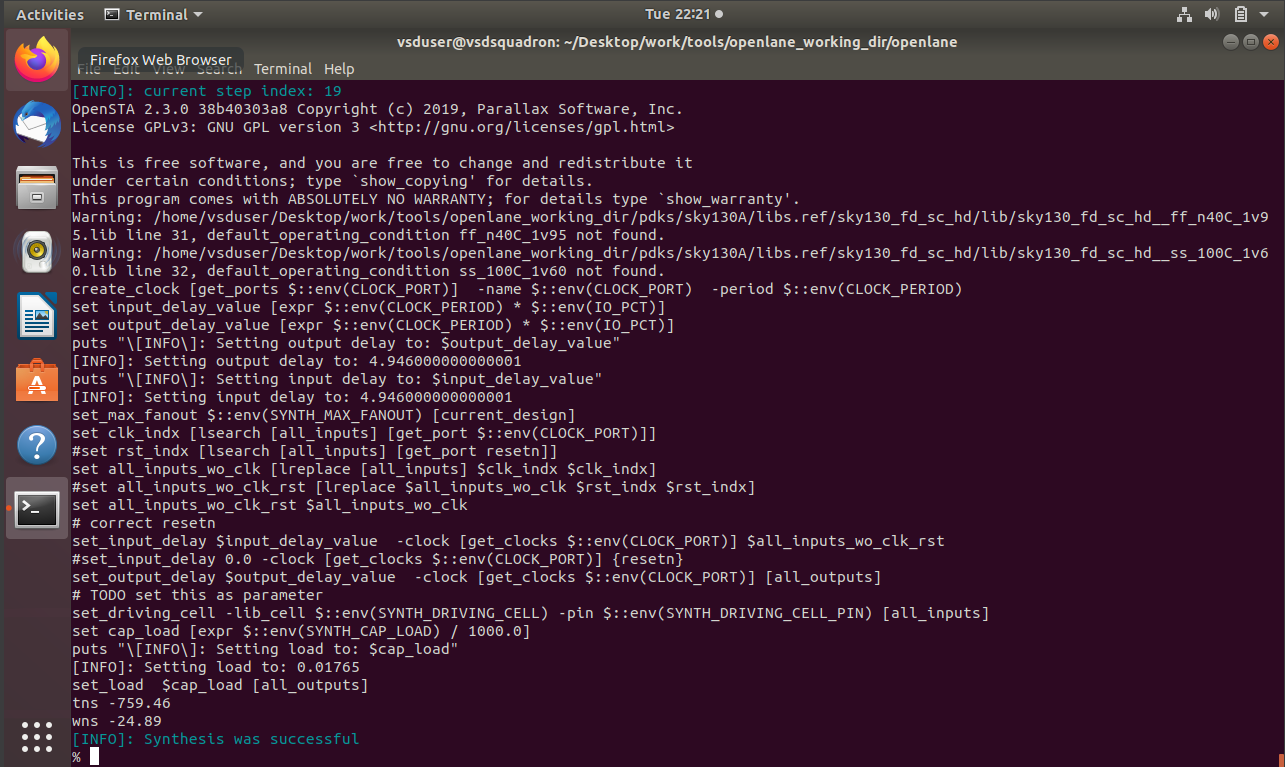 Activities Terminal Tue 22:21
vsduser@vsdsquadron: ~/Desktop/work/tools/openlane_working_dir/openlane
Firefox Web Browser
File Edit View Search Terminal Help
[INFO]: current step index: 19
OpenSTA 2.3.0 38b40303a8 Copyright (c) 2019, Parallax Software, Inc.
License GPLv3: GNU GPL version 3 <http://gnu.org/licenses/gpl.html>
This is free software, and you are free to change and redistribute it
under certain conditions; type `show_copying' for details.
This program comes with ABSOLUTELY NO WARRANTY; for details type `show_warranty'.
Warning: /home/vsduser/Desktop/work/tools/openlane_working_dir/pdks/sky130A/libs.ref/sky130_fd_sc_hd/lib/sky130_fd_sc_hd__ff_n40C_1v9
5.lib line 31, default_operating_condition ff_n40C_1v95 not found.
Warning: /home/vsduser/Desktop/work/tools/openlane_working_dir/pdks/sky130A/libs.ref/sky130_fd_sc_hd/lib/sky130_fd_sc_hd__ss_100C_1v6
0.lib line 32, default_operating_condition ss_100C_1v60 not found.
create_clock [get_ports $::env(CLOCK_PORT)]  -name $::env(CLOCK_PORT)  -period $::env(CLOCK_PERIOD)
set input_delay_value [expr $::env(CLOCK_PERIOD) * $::env(IO_PCT)]
set output_delay_value [expr $::env(CLOCK_PERIOD) * $::env(IO_PCT)]
puts "\[INFO\]: Setting output delay to: $output_delay_value"
[INFO]: Setting output delay to: 4.946000000000001
puts "\[INFO\]: Setting input delay to: $input_delay_value"
[INFO]: Setting input delay to: 4.946000000000001
set_max_fanout $::env(SYNTH_MAX_FANOUT) [current_design]
set clk_indx [lsearch [all_inputs] [get_port $::env(CLOCK_PORT)]]
#set rst_indx [lsearch [all_inputs] [get_port resetn]]
set all_inputs_wo_clk [lreplace [all_inputs] $clk_indx $clk_indx]
#set all_inputs_wo_clk_rst [lreplace $all_inputs_wo_clk $rst_indx $rst_indx]
set all_inputs_wo_clk_rst $all_inputs_wo_clk
# correct resetn
set_input_delay $input_delay_value  -clock [get_clocks $::env(CLOCK_PORT)] $all_inputs_wo_clk_rst
#set_input_delay 0.0 -clock [get_clocks $::env(CLOCK_PORT)] {resetn}
set_output_delay $output_delay_value  -clock [get_clocks $::env(CLOCK_PORT)] [all_outputs]
# TODO set this as parameter
set_driving_cell -lib_cell $::env(SYNTH_DRIVING_CELL) -pin $::env(SYNTH_DRIVING_CELL_PIN) [all_inputs]
set cap_load [expr $::env(SYNTH_CAP_LOAD) / 1000.0]
puts "\[INFO\]: Setting load to: $cap_load"
[INFO]: Setting load to: 0.01765
set_load  $cap_load [all_outputs]
tns -759.46
wns -24.89
[INFO]: Synthesis was successful
%